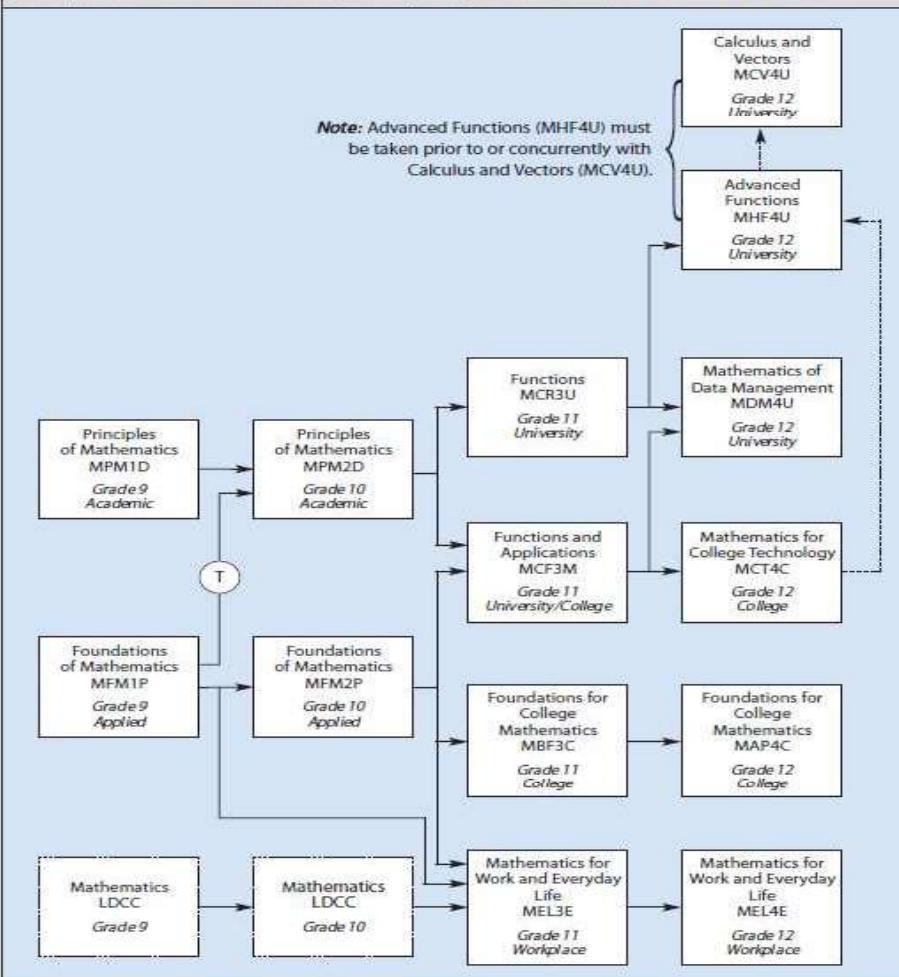 Calculus and
Vectors
MCV4U
Grade 12
University
Note: Advanced Functions (MHF4U) must
be taken prior to or concurrently with
Calculus and Vectors (MCV4U).
Advanced
Functions
MHF4U
Grade 12
University
Functions
MCR3U
Grade 11
University
Mathematics of
Data Management
MDM4U
Grade 12
University
Principles
of Mathematics
MPM1D
Grade 9
Academic
Principles
of Mathematics
MPM2D
Grade 10
Academic
Functions and
Applications
MCF3M
Grade 11
University/College
Mathematics for
College Technology
MCT4C
Grade 12
College
T
Foundations
of Mathematics
MFM1P
Grade 9
Applied
Foundations
of Mathematics
MFM2P
Grade 10
Applied
Foundations for
College
Mathematics
MBF3C
Grade 11
College
Foundations for
College
Mathematics
MAP4C
Grade 12
College
Mathematics
LDCC
Grade 9
Mathematics
LDCC
Grade 10
Mathematics for
Work and Everyday
Life
MEL3E
Grade 11
Workplace
Mathematics for
Work and Everyday
Life
MEL4E
Grade 12
Workplace